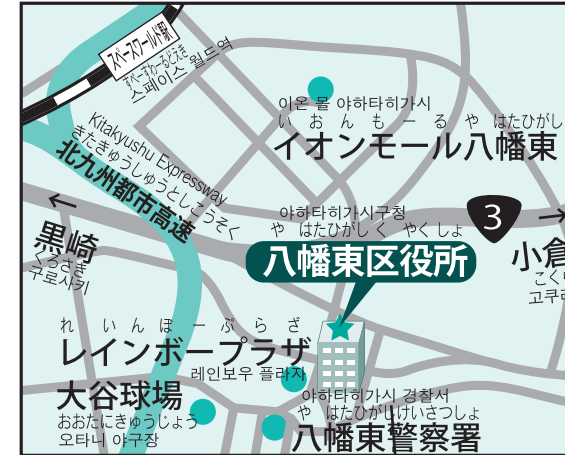 スペースワールド駅
すぺーすわーるどえき
스페이스 월드역
이온 몰 야하타히가시
いおんもーる や はたひがし
イオンモール八幡東
Kitakyushu Expressway
きたきゅうしゅうとしこうそく
北九州都市高速
←
黒崎
くろさき
구로사키
야하타히가시구청
や はたひがし く やくしょ
八幡東区役所
3
→
小倉
こくら
고쿠라
れ い ん ぼ ー ぷ ら ざ
レインボープラザ
레인보우 플라자
大谷球場
おおたにきゅうじょう
오타니 야구장
야하타히가시 경찰서
や はたひがしけいさつしょ
八幡東警察署